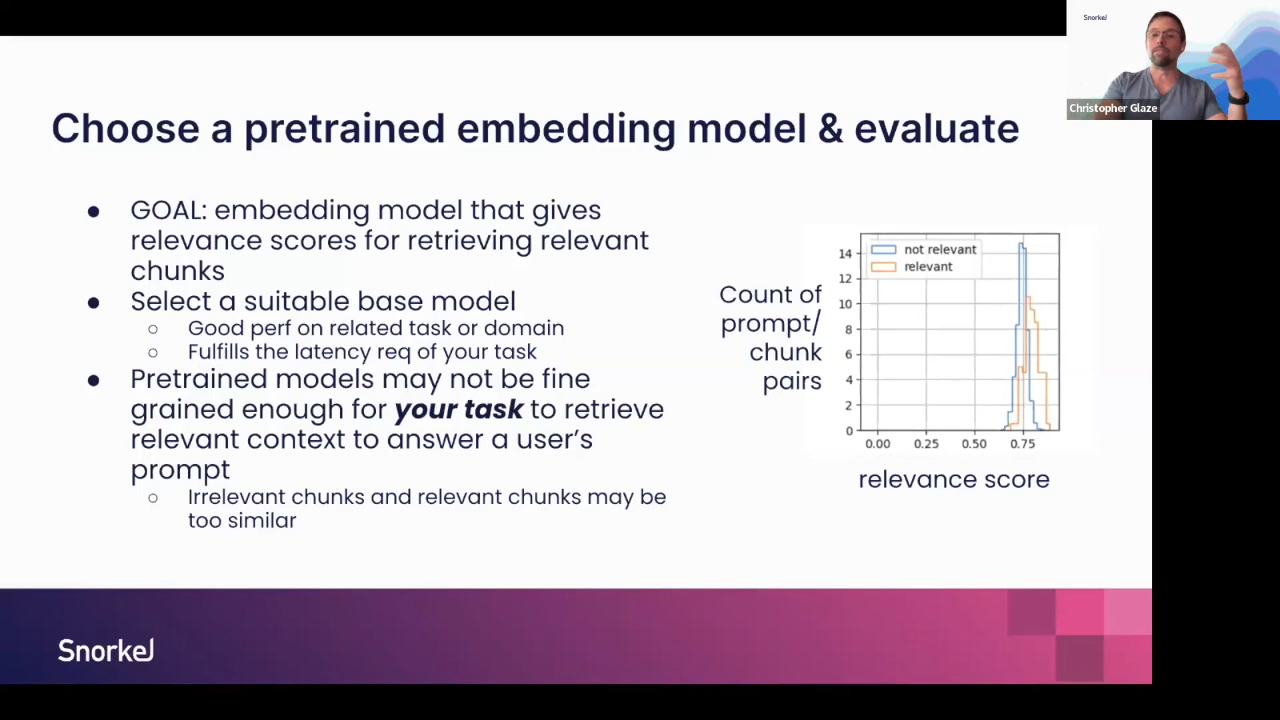 Snorkel
Christopher Glaze
Choose a pretrained embedding model & evaluate
● GOAL: embedding model that gives
relevance scores for retrieving relevant
chunks
● Select a suitable base model
○ Good perf on related task or domain
○ Fulfills the latency req of your task
● Pretrained models may not be fine
grained enough for your task to retrieve
relevant context to answer a user’s
prompt
○ Irrelevant chunks and relevant chunks may be
too similar
Count of
prompt/
chunk
pairs
not relevant
relevant
14
12
10
8
6
4
2
0
0.00 0.25 0.50 0.75
relevance score
Snorkel